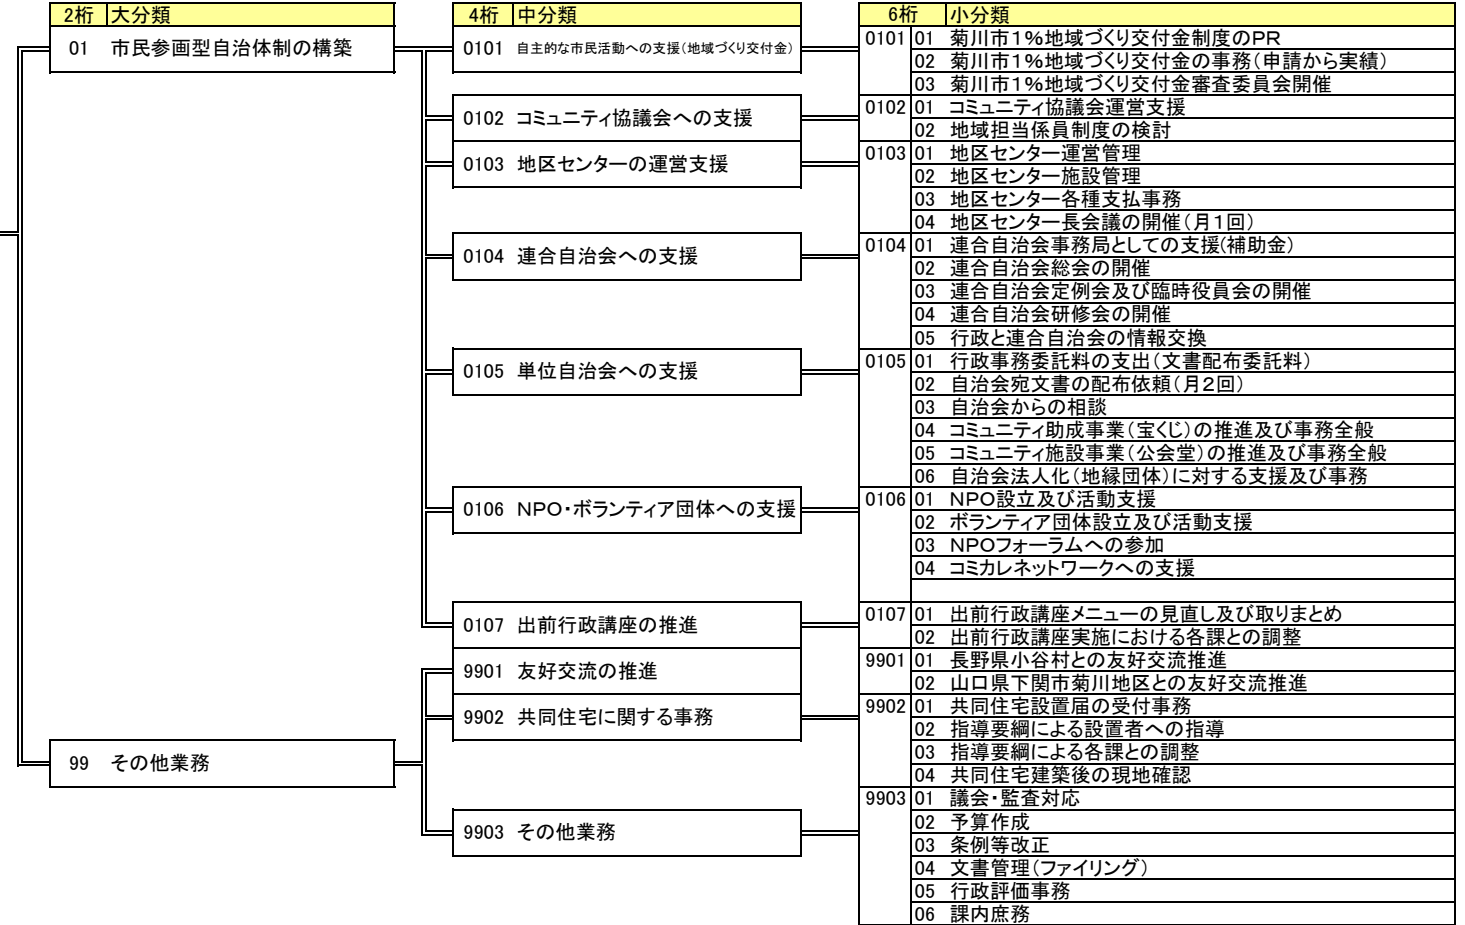 2桁 大分類 4桁 中分類 6桁 小分類
01 市民参画型自治体制の構築 0101 自主的な市民活動への支援(地域づくり交付金) 0101 01 菊川市1%地域づくり交付金制度のPR
02 菊川市1%地域づくり交付金の事務(申請から実績)
03 菊川市1%地域づくり交付金審査委員会開催
0102 コミュニティ協議会への支援 0102 01 コミュニティ協議会運営支援
02 地域担当係員制度の検討
0103 地区センターの運営支援 0103 01 地区センター運営管理
02 地区センター施設管理
03 地区センター各種支払事務
04 地区センター長会議の開催(月1回)
0104 連合自治会への支援 0104 01 連合自治会事務局としての支援(補助金)
02 連合自治会総会の開催
03 連合自治会定例会及び臨時役員会の開催
04 連合自治会研修会の開催
05 行政と連合自治会の情報交換
0105 単位自治会への支援 0105 01 行政事務委託料の支出(文書配布委託料)
02 自治会宛文書の配布依頼(月2回)
03 自治会からの相談
04 コミュニティ助成事業(宝くじ)の推進及び事務全般
05 コミュニティ施設事業(公会堂)の推進及び事務全般
06 自治会法人化(地縁団体)に対する支援及び事務
0106 NPO・ボランティア団体への支援 0106 01 NPO設立及び活動支援
02 ボランティア団体設立及び活動支援
03 NPOフォーラムへの参加
04 コミカレネットワークへの支援
0107 出前行政講座の推進 0107 01 出前行政講座メニューの見直し及び取りまとめ
02 出前行政講座実施における各課との調整
9901 友好交流の推進 9901 01 長野県小谷村との友好交流推進
02 山口県下関市菊川地区との友好交流推進
9902 共同住宅に関する事務 9902 01 共同住宅設置届の受付事務
02 指導要綱による設置者への指導
03 指導要綱による各課との調整
99 その他業務 04 共同住宅建築後の現地確認
9903 その他業務 9903 01 議会・監査対応
02 予算作成
03 条例等改正
04 文書管理(ファイリング)
05 行政評価事務
06 課内庶務